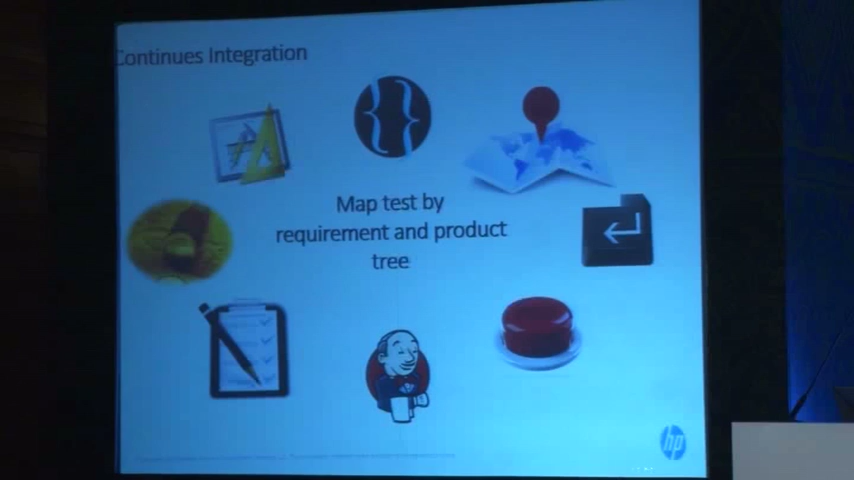 Continues Integration
Map test by
requirement and product
tree
hp